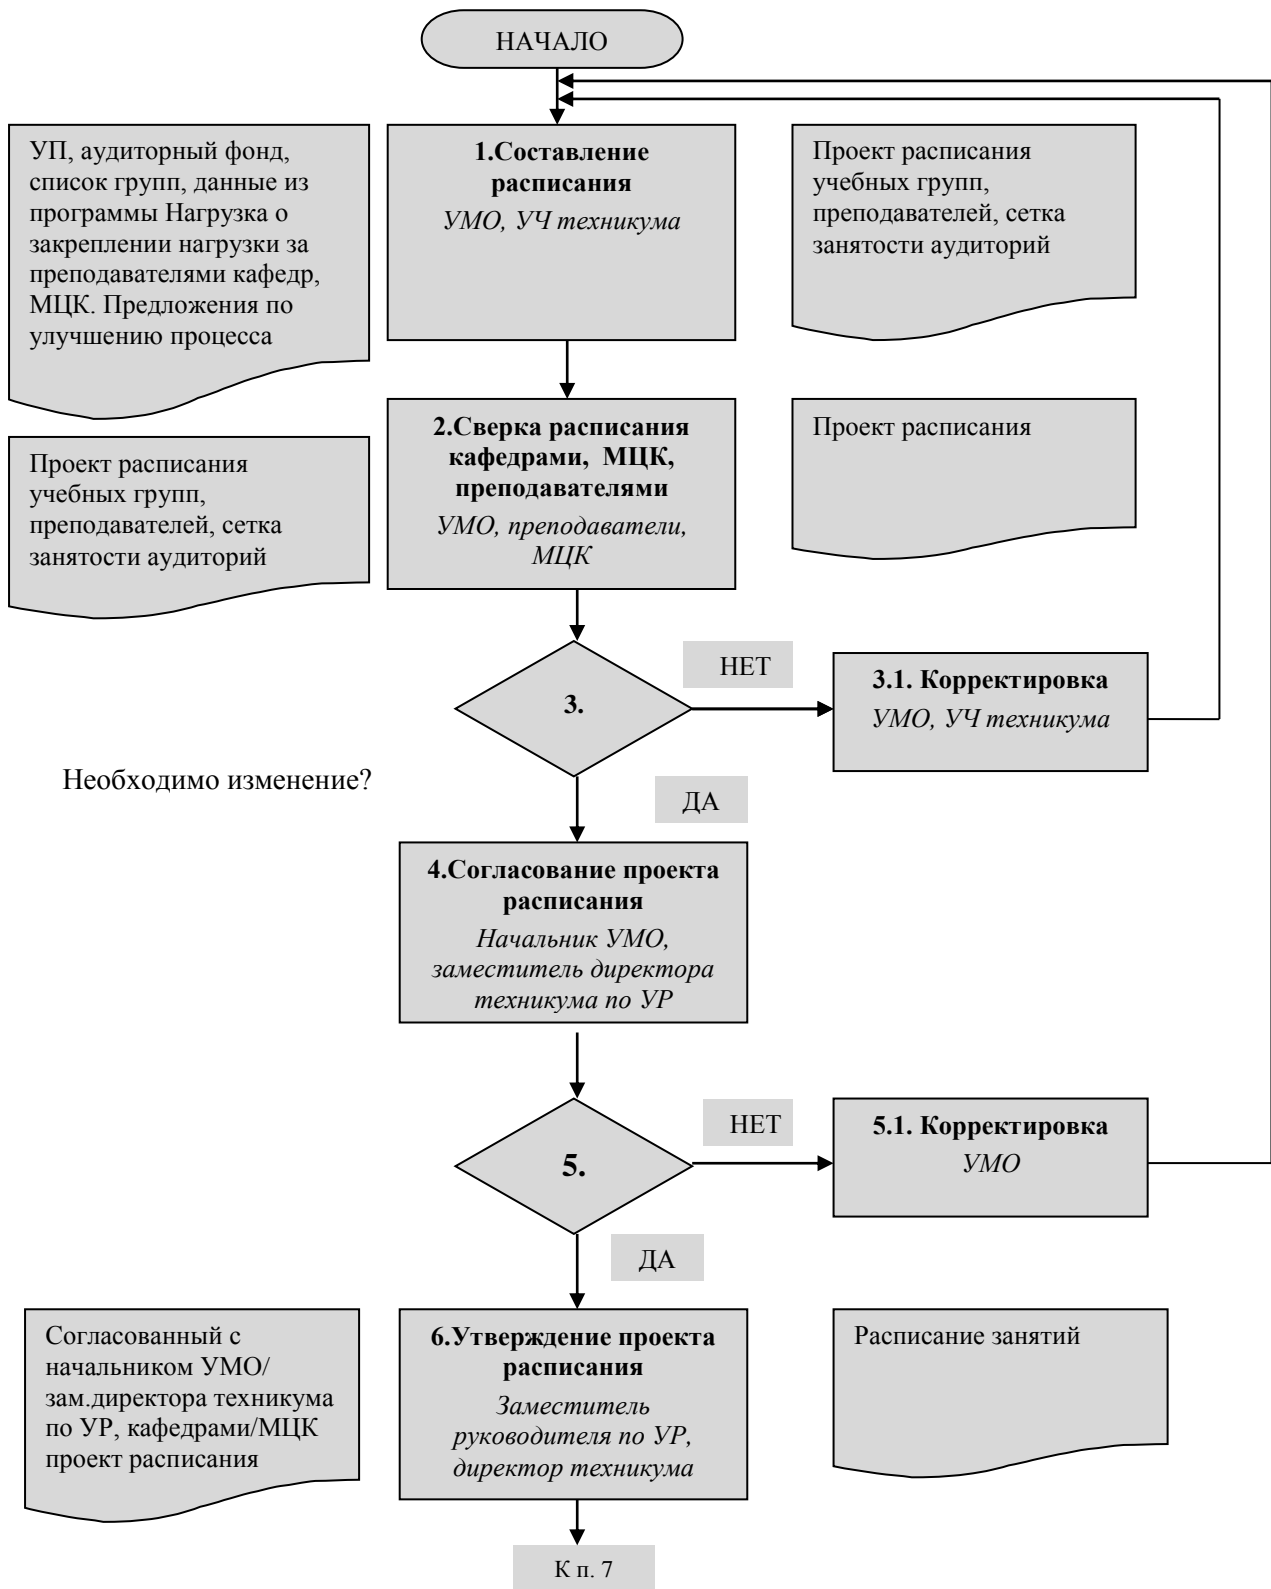 НАЧАЛО
УП, аудиторный фонд,
список групп, данные из
программы Нагрузка о
закреплении нагрузки за
преподавателями кафедр,
МЦК. Предложения по
улучшению процесса
1.Составление
расписания
УМО, УЧ техникума
Проект расписания
учебных групп,
преподавателей, сетка
занятости аудиторий
Проект расписания
учебных групп,
преподавателей, сетка
занятости аудиторий
2.Сверка расписания
кафедрами, МЦК,
преподавателями
УМО, преподаватели,
МЦК
Проект расписания
3.
НЕТ
3.1. Корректировка
УМО, УЧ техникума
Необходимо изменение?
ДА
4.Согласование проекта
расписания
Начальник УМО,
заместитель директора
техникума по УР
5.
НЕТ
5.1. Корректировка
УМО
ДА
Согласованный с
начальником УМО/
зам.директора техникума
по УР, кафедрами/МЦК
проект расписания
6.Утверждение проекта
расписания
Заместитель
руководителя по УР,
директор техникума
Расписание занятий
К п. 7